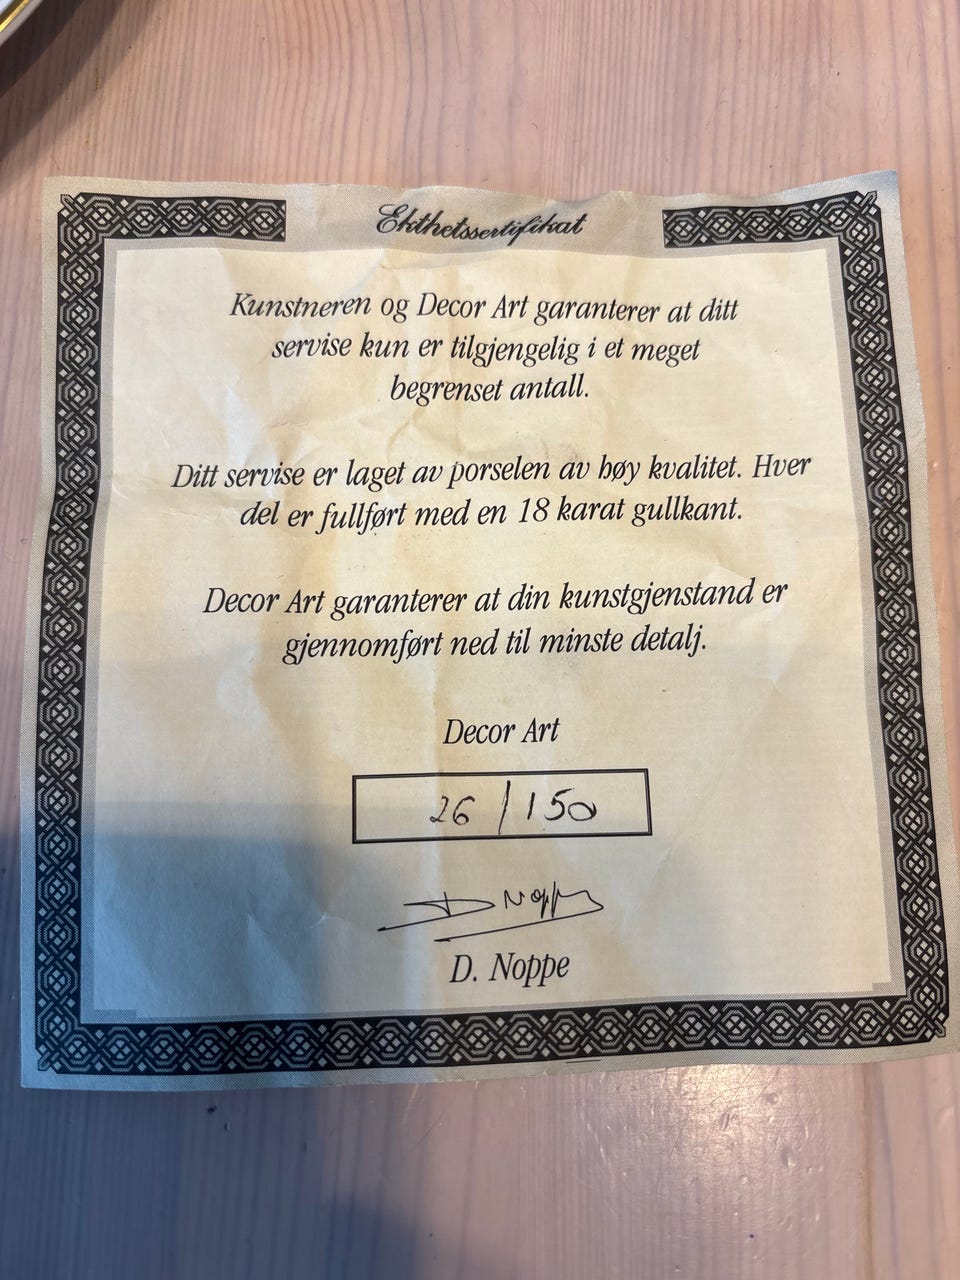 Ekthetssertifikat
Kunstneren og Decor Art garanterer at ditt
servise kun er tilgjengelig i et meget
begrenset antall.
Ditt servise er laget av porselen av høy kvalitet. Hver
del er fullført med en 18 karat gullkant.
Decor Art garanterer at din kunstgjenstand er
gjennomført ned til minste detalj.
Decor Art
26/150
D Noppe
D. Noppe